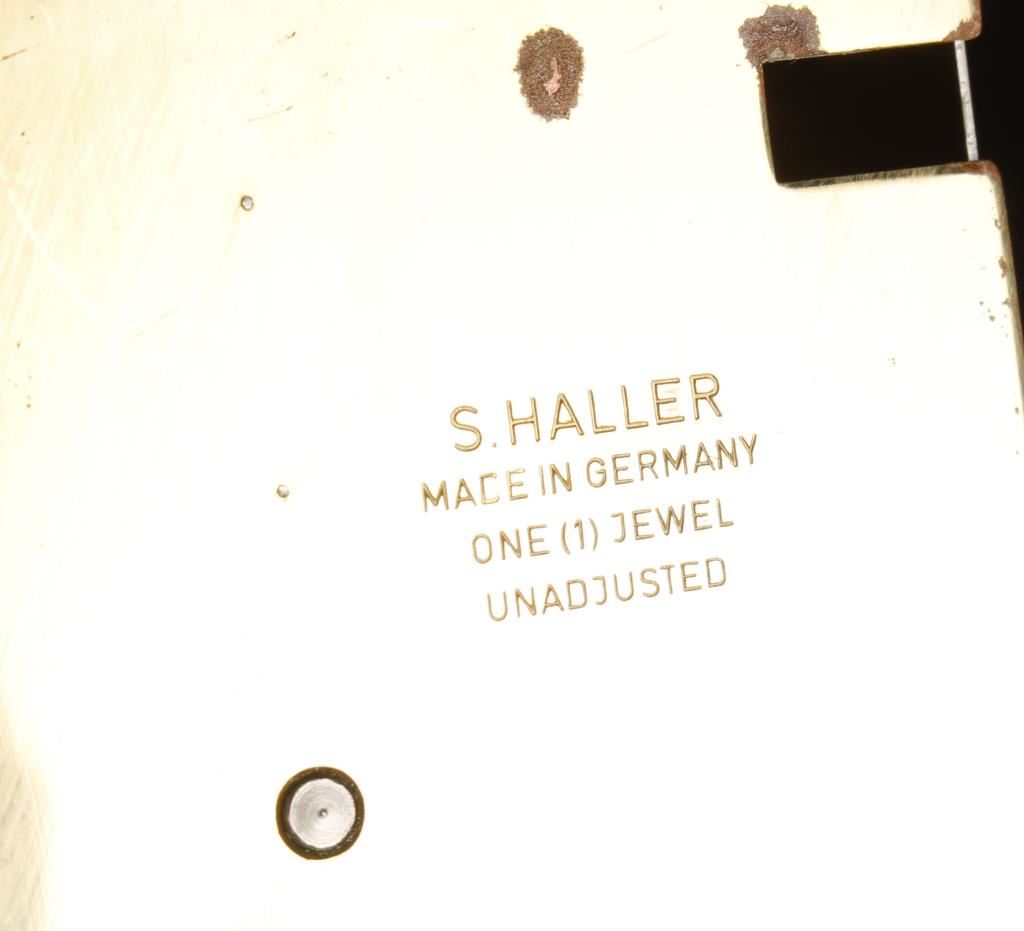 S. HALLER
MADE IN GERMANY
ONE (1) JEWEL
UNADJUSTED